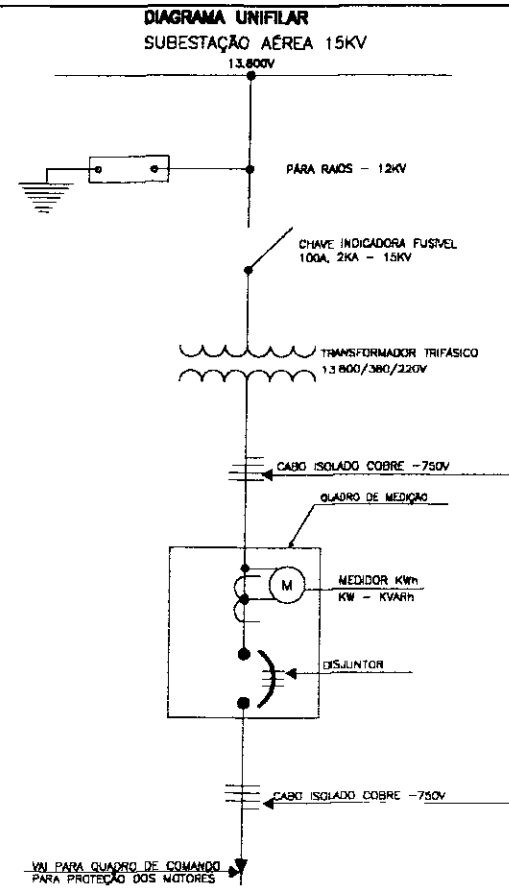 DIAGRAMA UNIFILAR
SUBESTAÇÃO AÉREA 15KV
13.800V
PÁRA RAIOS - 12KV
CHAVE INDICADORA FUSIVEL
100A, 2KA - 15KV
TRANSFORMADOR TRIFÁSICO
13 800/380/220V
CABO ISOLADO COBRE -750V
QUADRO DE MEDIÇÃO
M
MEDIDOR KWh
KW - KVARh
DISJUNTOR
CABO ISOLADO COBRE -750V
VAI PARA QUADRO DE COMANDO
PARA PROTEÇÃO DOS MOTORES